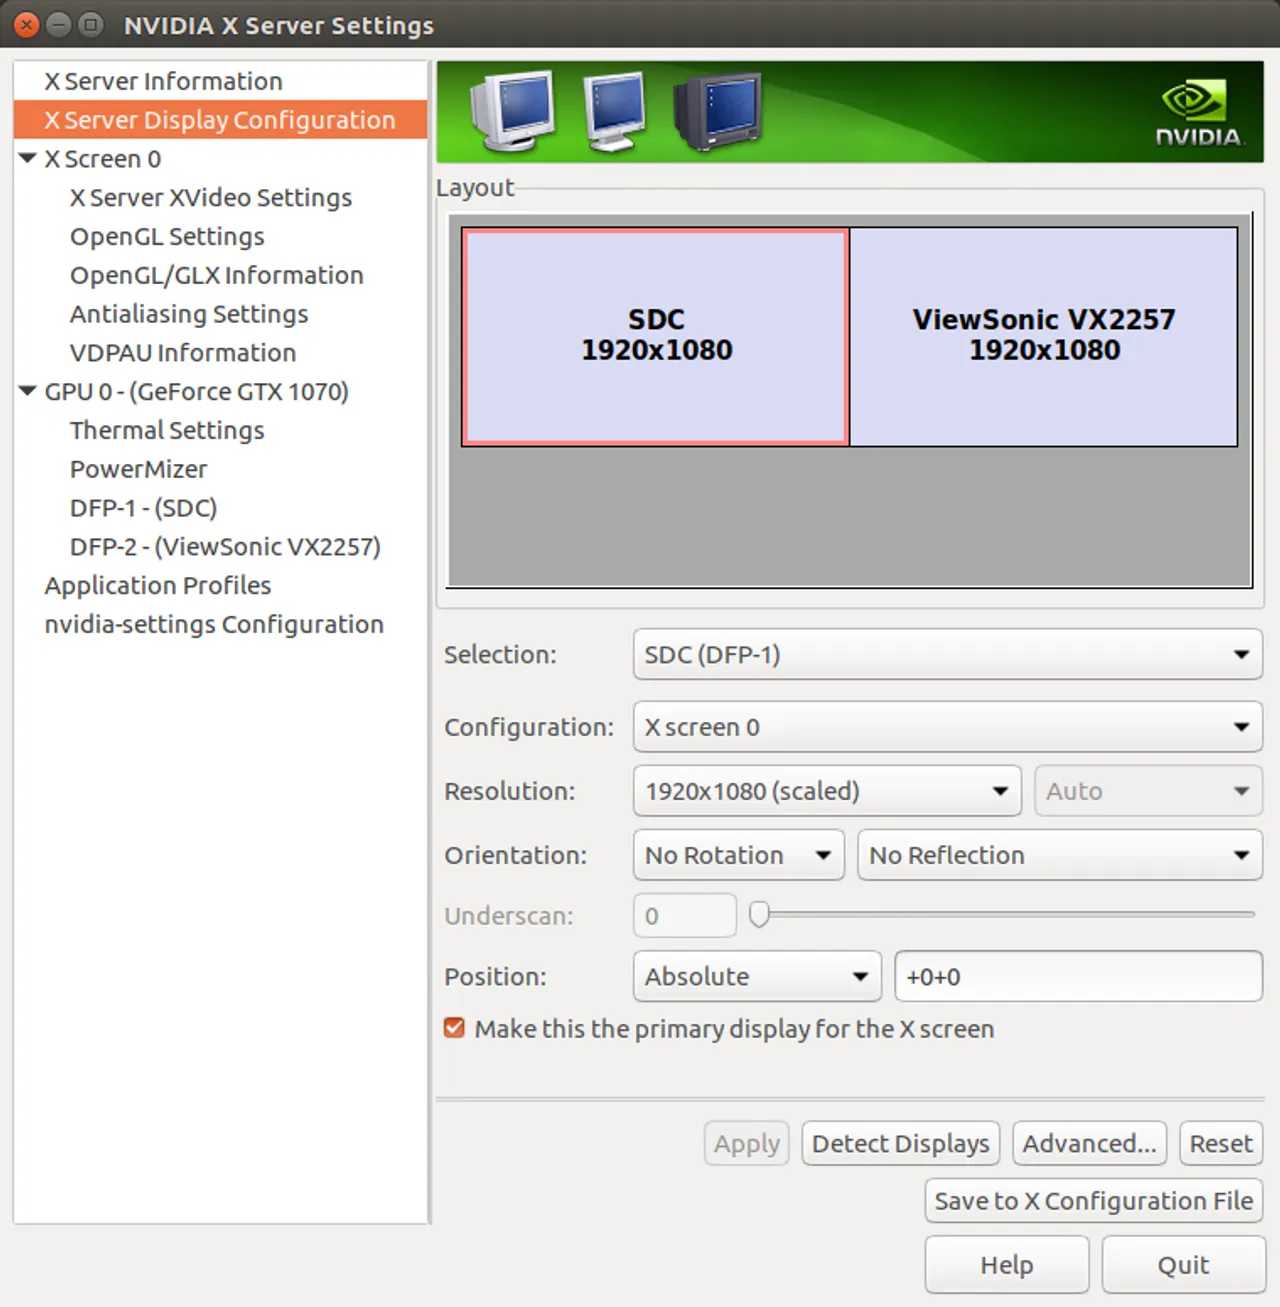 NVIDIA X Server Settings
X Server Information
X Server Display Configuration
X Screen 0
X Server XVideo Settings
OpenGL Settings
OpenGL/GLX Information
Antialiasing Settings
VDPAU Information
GPU 0 - (GeForce GTX 1070)
Thermal Settings
PowerMizer
DFP-1 - (SDC)
DFP-2 - (ViewSonic VX2257)
Application Profiles
nvidia-settings Configuration
NVIDIA.
Layout
SDC
1920x1080
ViewSonic VX2257
1920x1080
Selection: SDC (DFP-1)
Configuration: X screen 0
Resolution: 1920x1080 (scaled) Auto
Orientation: No Rotation No Reflection
Underscan: 0
Position: Absolute +0+0
Make this the primary display for the X screen
Apply Detect Displays Advanced... Reset
Save to X Configuration File
Help Quit